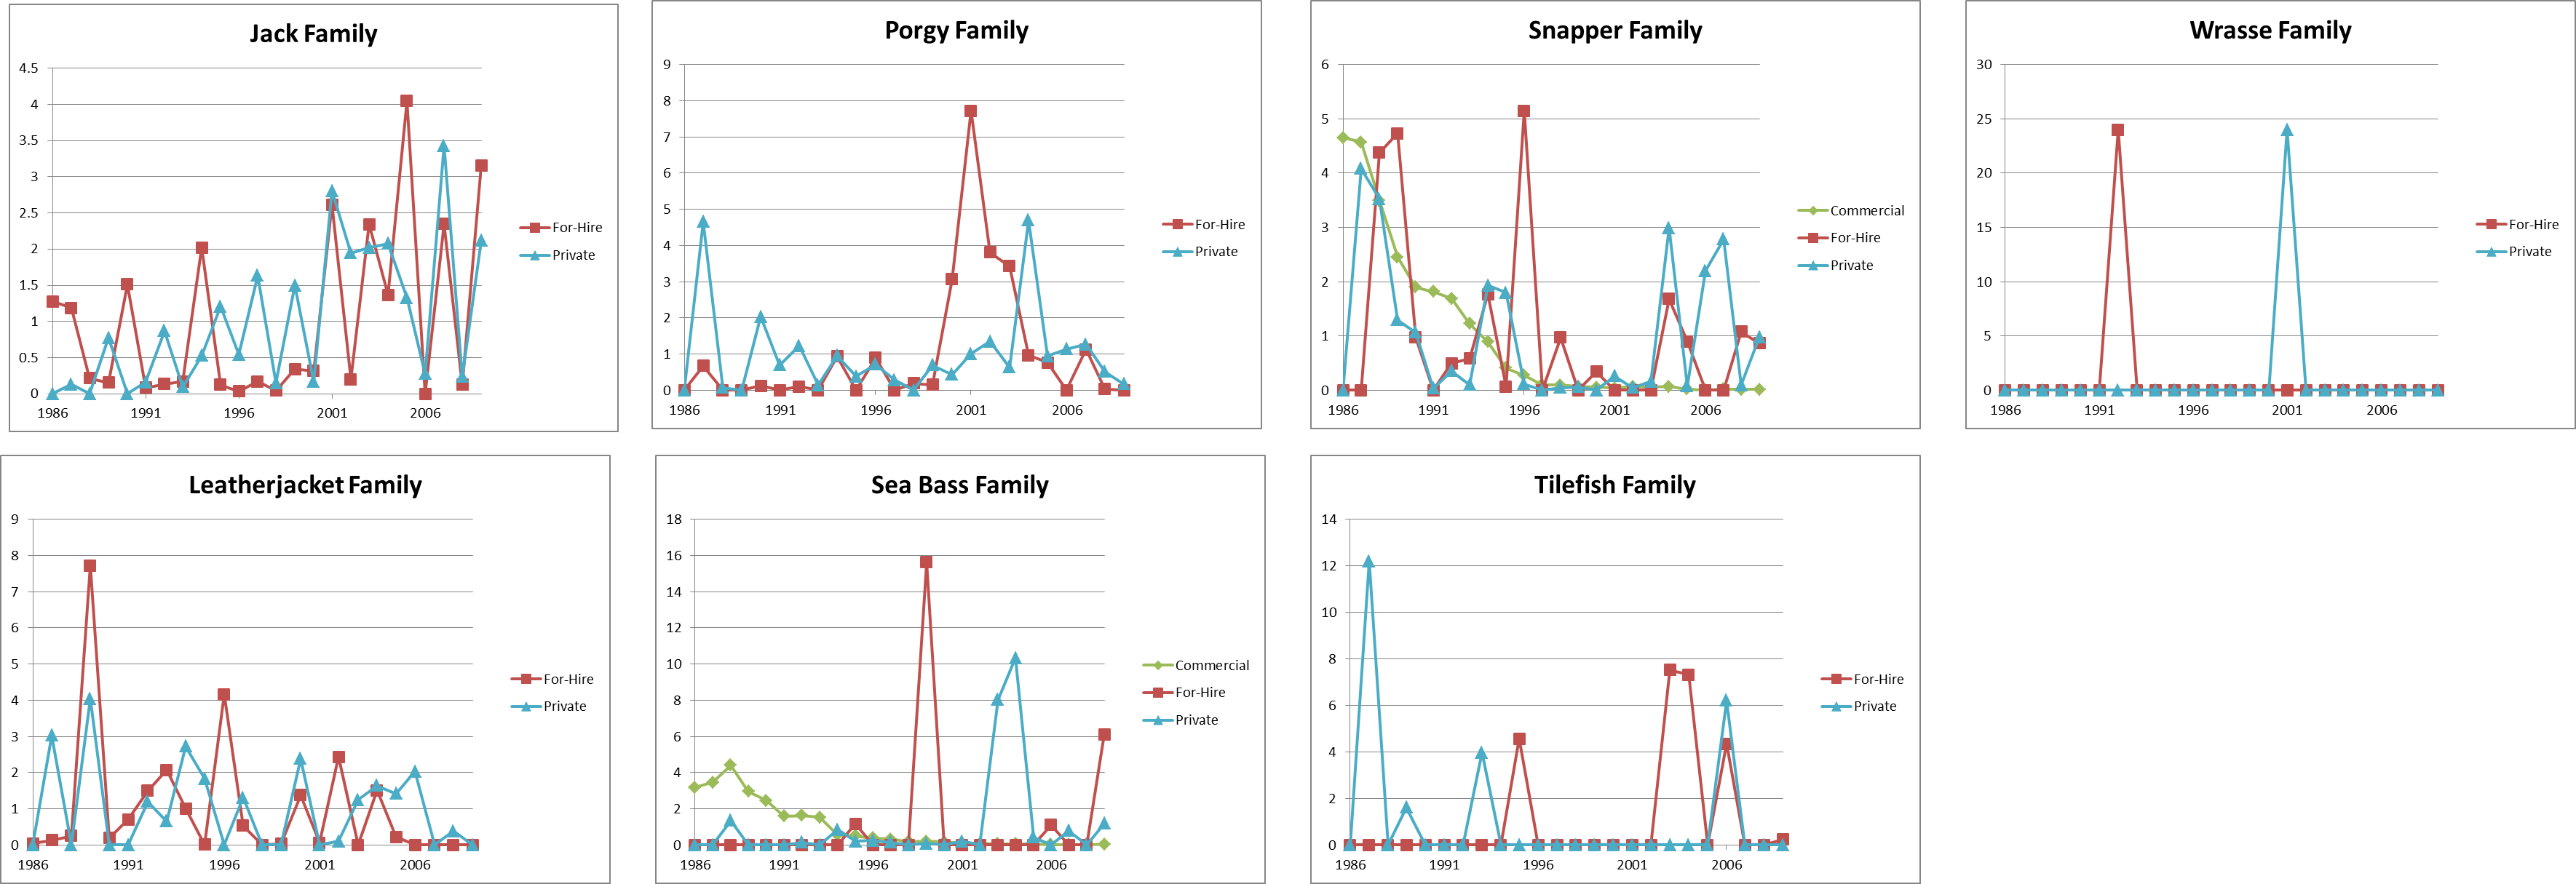 Jack Family
4.5
4
3.5
3
2.5
2
1.5
1
0.5
0
1986 1991 1996 2001 2006
For-Hire
Private
Porgy Family
9
8
7
6
5
4
3
2
1
0
1986 1991 1996 2001 2006
For-Hire
Private
Snapper Family
6
5
4
3
2
1
0
1986 1991 1996 2001 2006
Commercial
For-Hire
Private
Wrasse Family
30
25
20
15
10
5
0
1986 1991 1996 2001 2006
For-Hire
Private
Leatherjacket Family
9
8
7
6
5
4
3
2
1
0
1986 1991 1996 2001 2006
For-Hire
Private
Sea Bass Family
18
16
14
12
10
8
6
4
2
0
1986 1991 1996 2001 2006
Commercial
For-Hire
Private
Tilefish Family
14
12
10
8
6
4
2
0
1986 1991 1996 2001 2006
For-Hire
Private